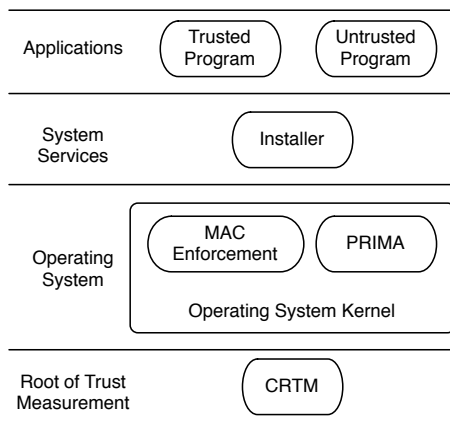 Applications
Trusted
Program
Untrusted
Program
System
Services
Installer
Operating
System
MAC
Enforcement
PRIMA
Operating System Kernel
Root of Trust
Measurement
CRTM